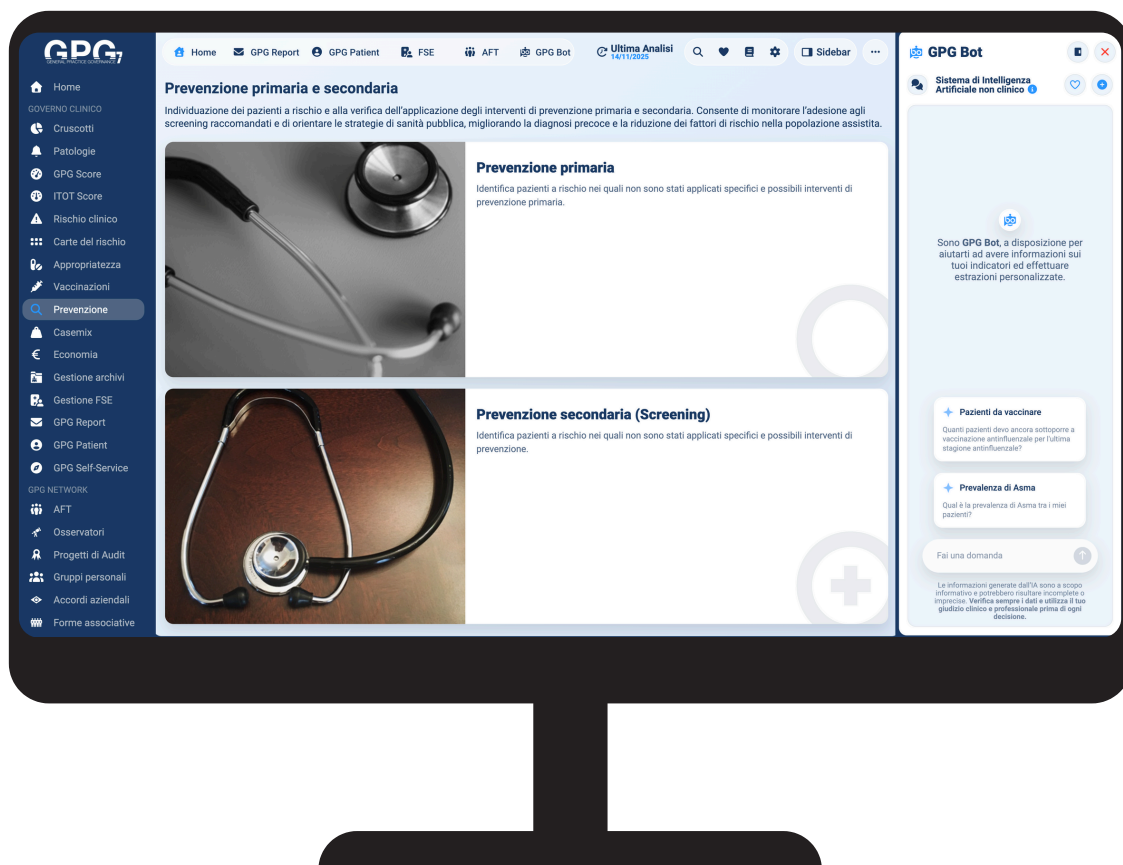 GPG7
GENERAL PRACTICE GOVERNANCE
Home
GOVERNO CLINICO
Cruscotti
Patologie
GPG Score
ITOT Score
Rischio clinico
Carte del rischio
Appropriatezza
Vaccinazioni
Prevenzione
Casemix
Economia
Gestione archivi
Gestione FSE
GPG Report
GPG Patient
GPG Self-Service
GPG NETWORK
AFT
Osservatori
Progetti di Audit
Gruppi personali
Accordi aziendali
Forme associative
Home
GPG Report
GPG Patient
FSE
AFT
GPG Bot
Ultima Analisi
14/11/2025
Sidebar
Prevenzione primaria e secondaria
Individuazione dei pazienti a rischio e alla verifica dell'applicazione degli interventi di prevenzione primaria e secondaria. Consente di monitorare l'adesione agli
screening raccomandati e di orientare le strategie di sanità pubblica, migliorando la diagnosi precoce e la riduzione dei fattori di rischio nella popolazione assistita.
Prevenzione primaria
Identifica pazienti a rischio nei quali non sono stati applicati specifici e possibili interventi di
prevenzione primaria.
Prevenzione secondaria (Screening)
Identifica pazienti a rischio nei quali non sono stati applicati specifici e possibili interventi di
prevenzione.
GPG Bot
Sistema di Intelligenza
Artificiale non clinico
Sono GPG Bot, a disposizione per
aiutarti ad avere informazioni sui
tuoi indicatori ed effettuare
estrazioni personalizzate.
Pazienti da vaccinare
Quanti pazienti devo ancora sottoporre a
vaccinazione antinfluenzale per l'ultima
stagione antinfluenzale?
Prevalenza di Asma
Qual è la prevalenza di Asma tra i miei
pazienti?
Fai una domanda
Le informazioni generate dall'IA sono a scopo
informativo e potrebbero risultare incomplete o
imprecise. Verifica sempre i dati e utilizza il tuo
giudizio clinico e professionale prima di ogni
decisione.